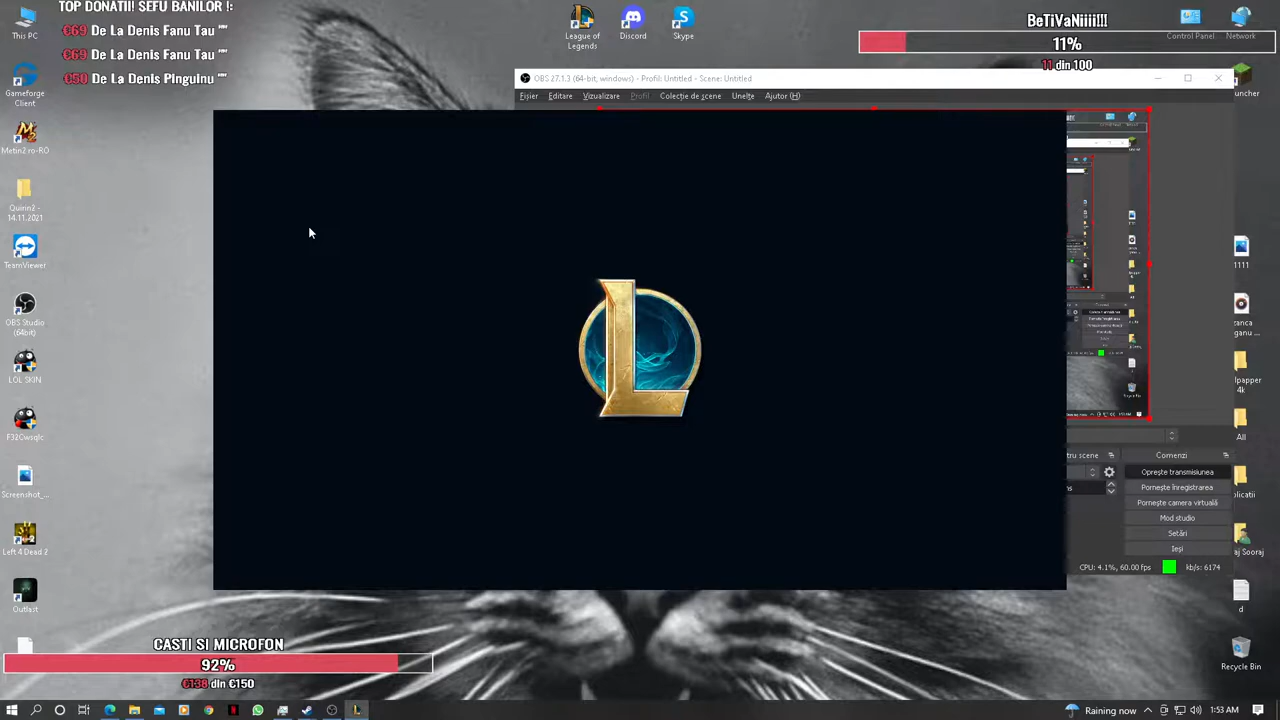 TOP DONATII! SEFU BANILOR !:
€69 De La Denis Fanu Tau ""
€69 De La Denis Fanu Tau ""
€50 De La Denis Pinguinu ""
This PC
Gameforge
Client
Metin2 ro-RO
Quirin2 -
14.11.2021
TeamViewer
OBS Studio
(64bit)
LOL SKIN
F32Cwsqlc
Screenshot_...
Left 4 Dead 2
Outlast
League of
Legends
Discord
Skype
BeTiVaNiiii!!!
11%
11 din 100
Control Panel
Network
OBS 27.1.3 (64-bit, windows) - Profil: Untitled - Scene: Untitled
Fișier
Editare
Vizualizare
Profil
Colecție de scene
Unelte
Ajutor (H)
Comenzi
Oprește transmisiunea
Pornește înregistrarea
Pornește camera virtuală
Mod studio
Setări
Ieși
CPU: 4.1%, 60.00 fps
kb/s: 6174
1111
All
d
Recycle Bin
CASTI SI MICROFON
92%
€138 din €150
Raining now
1:53 AM